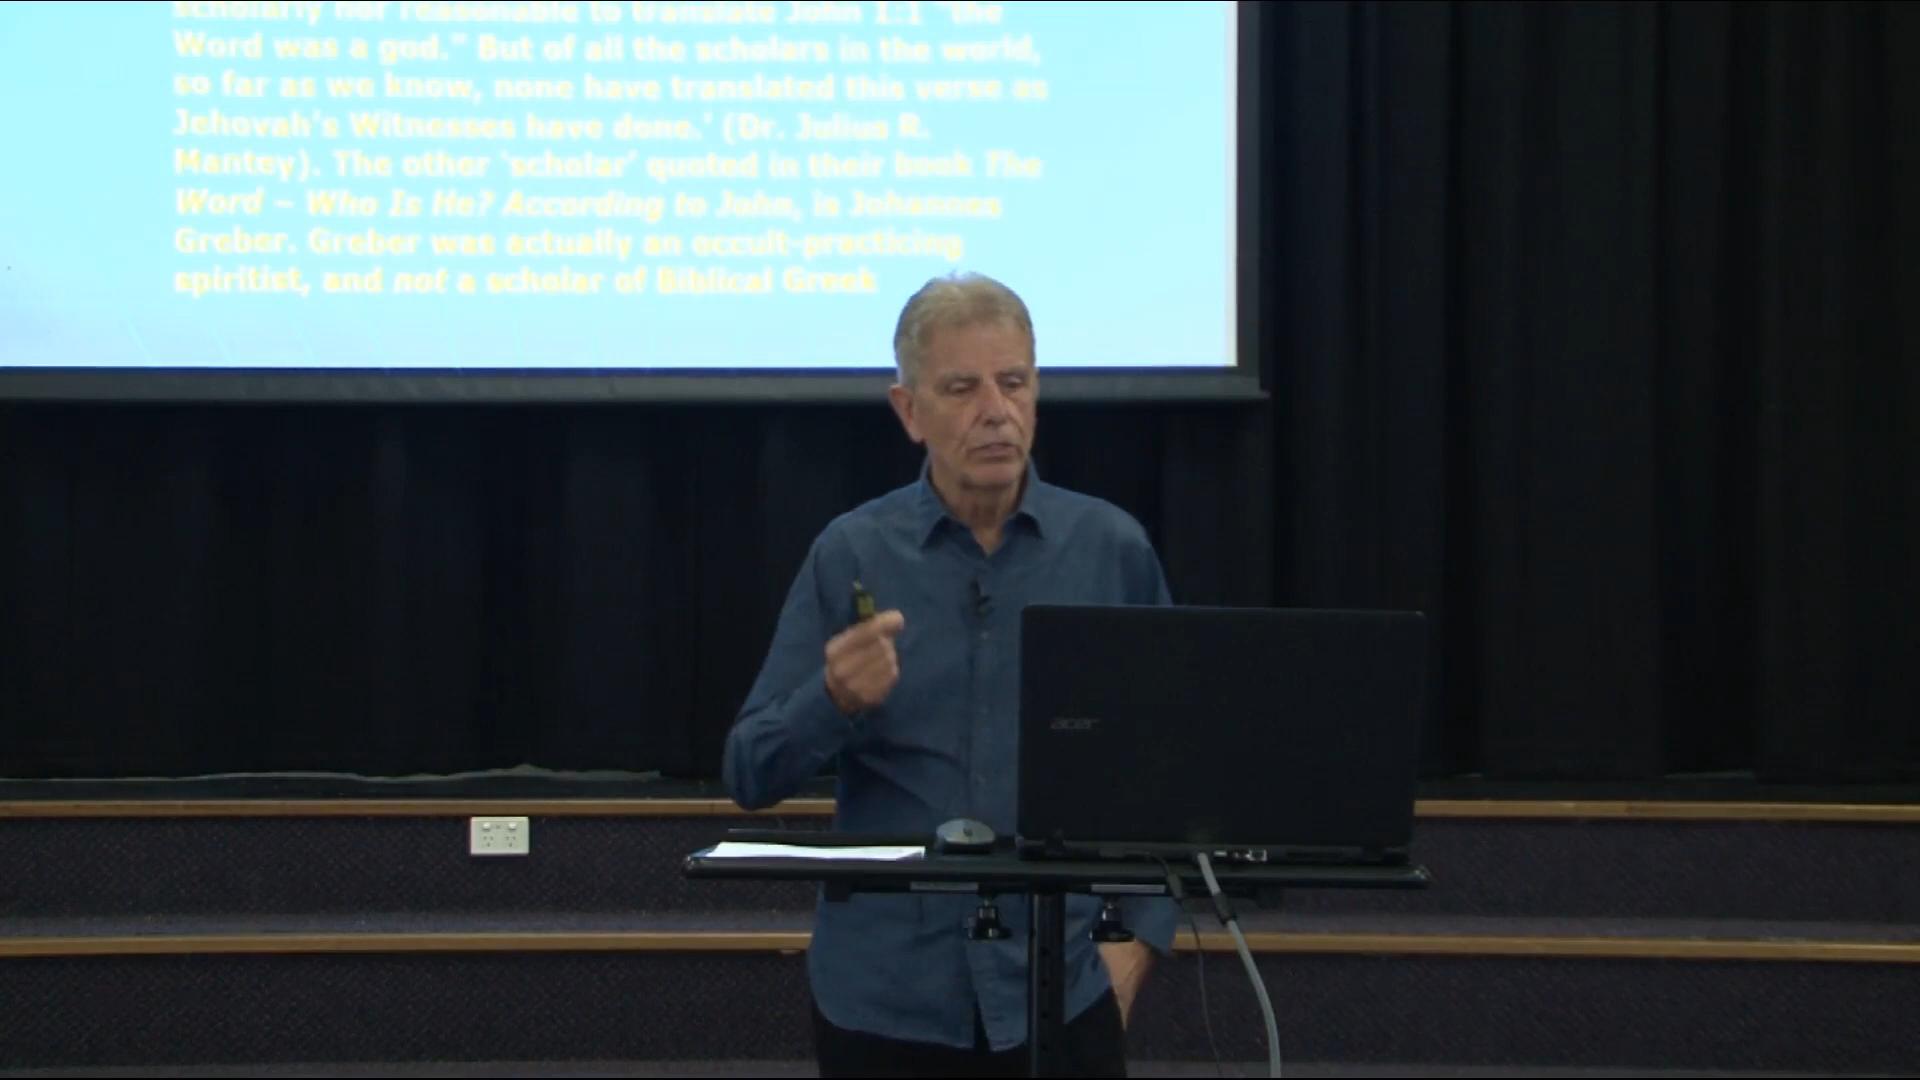 scholarly nor reasonable to translate John 1:1 "the
Word was a god." But of all the scholars in the world,
so far as we know, none have translated this verse as
Jehovah's Witnesses have done.' (Dr. Julius R.
Mantey). The other 'scholar' quoted in their book The
Word – Who Is He? According to John, is Johannes
Greber. Greber was actually an occult-practicing
spiritist, and not a scholar of Biblical Greek
acer